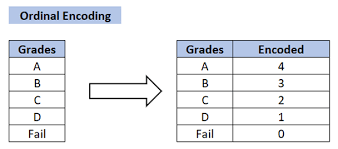 Ordinal Encoding
Grades
A
B
C
D
Fail
Grades Encoded
A 4
B 3
C 2
D 1
Fail 0